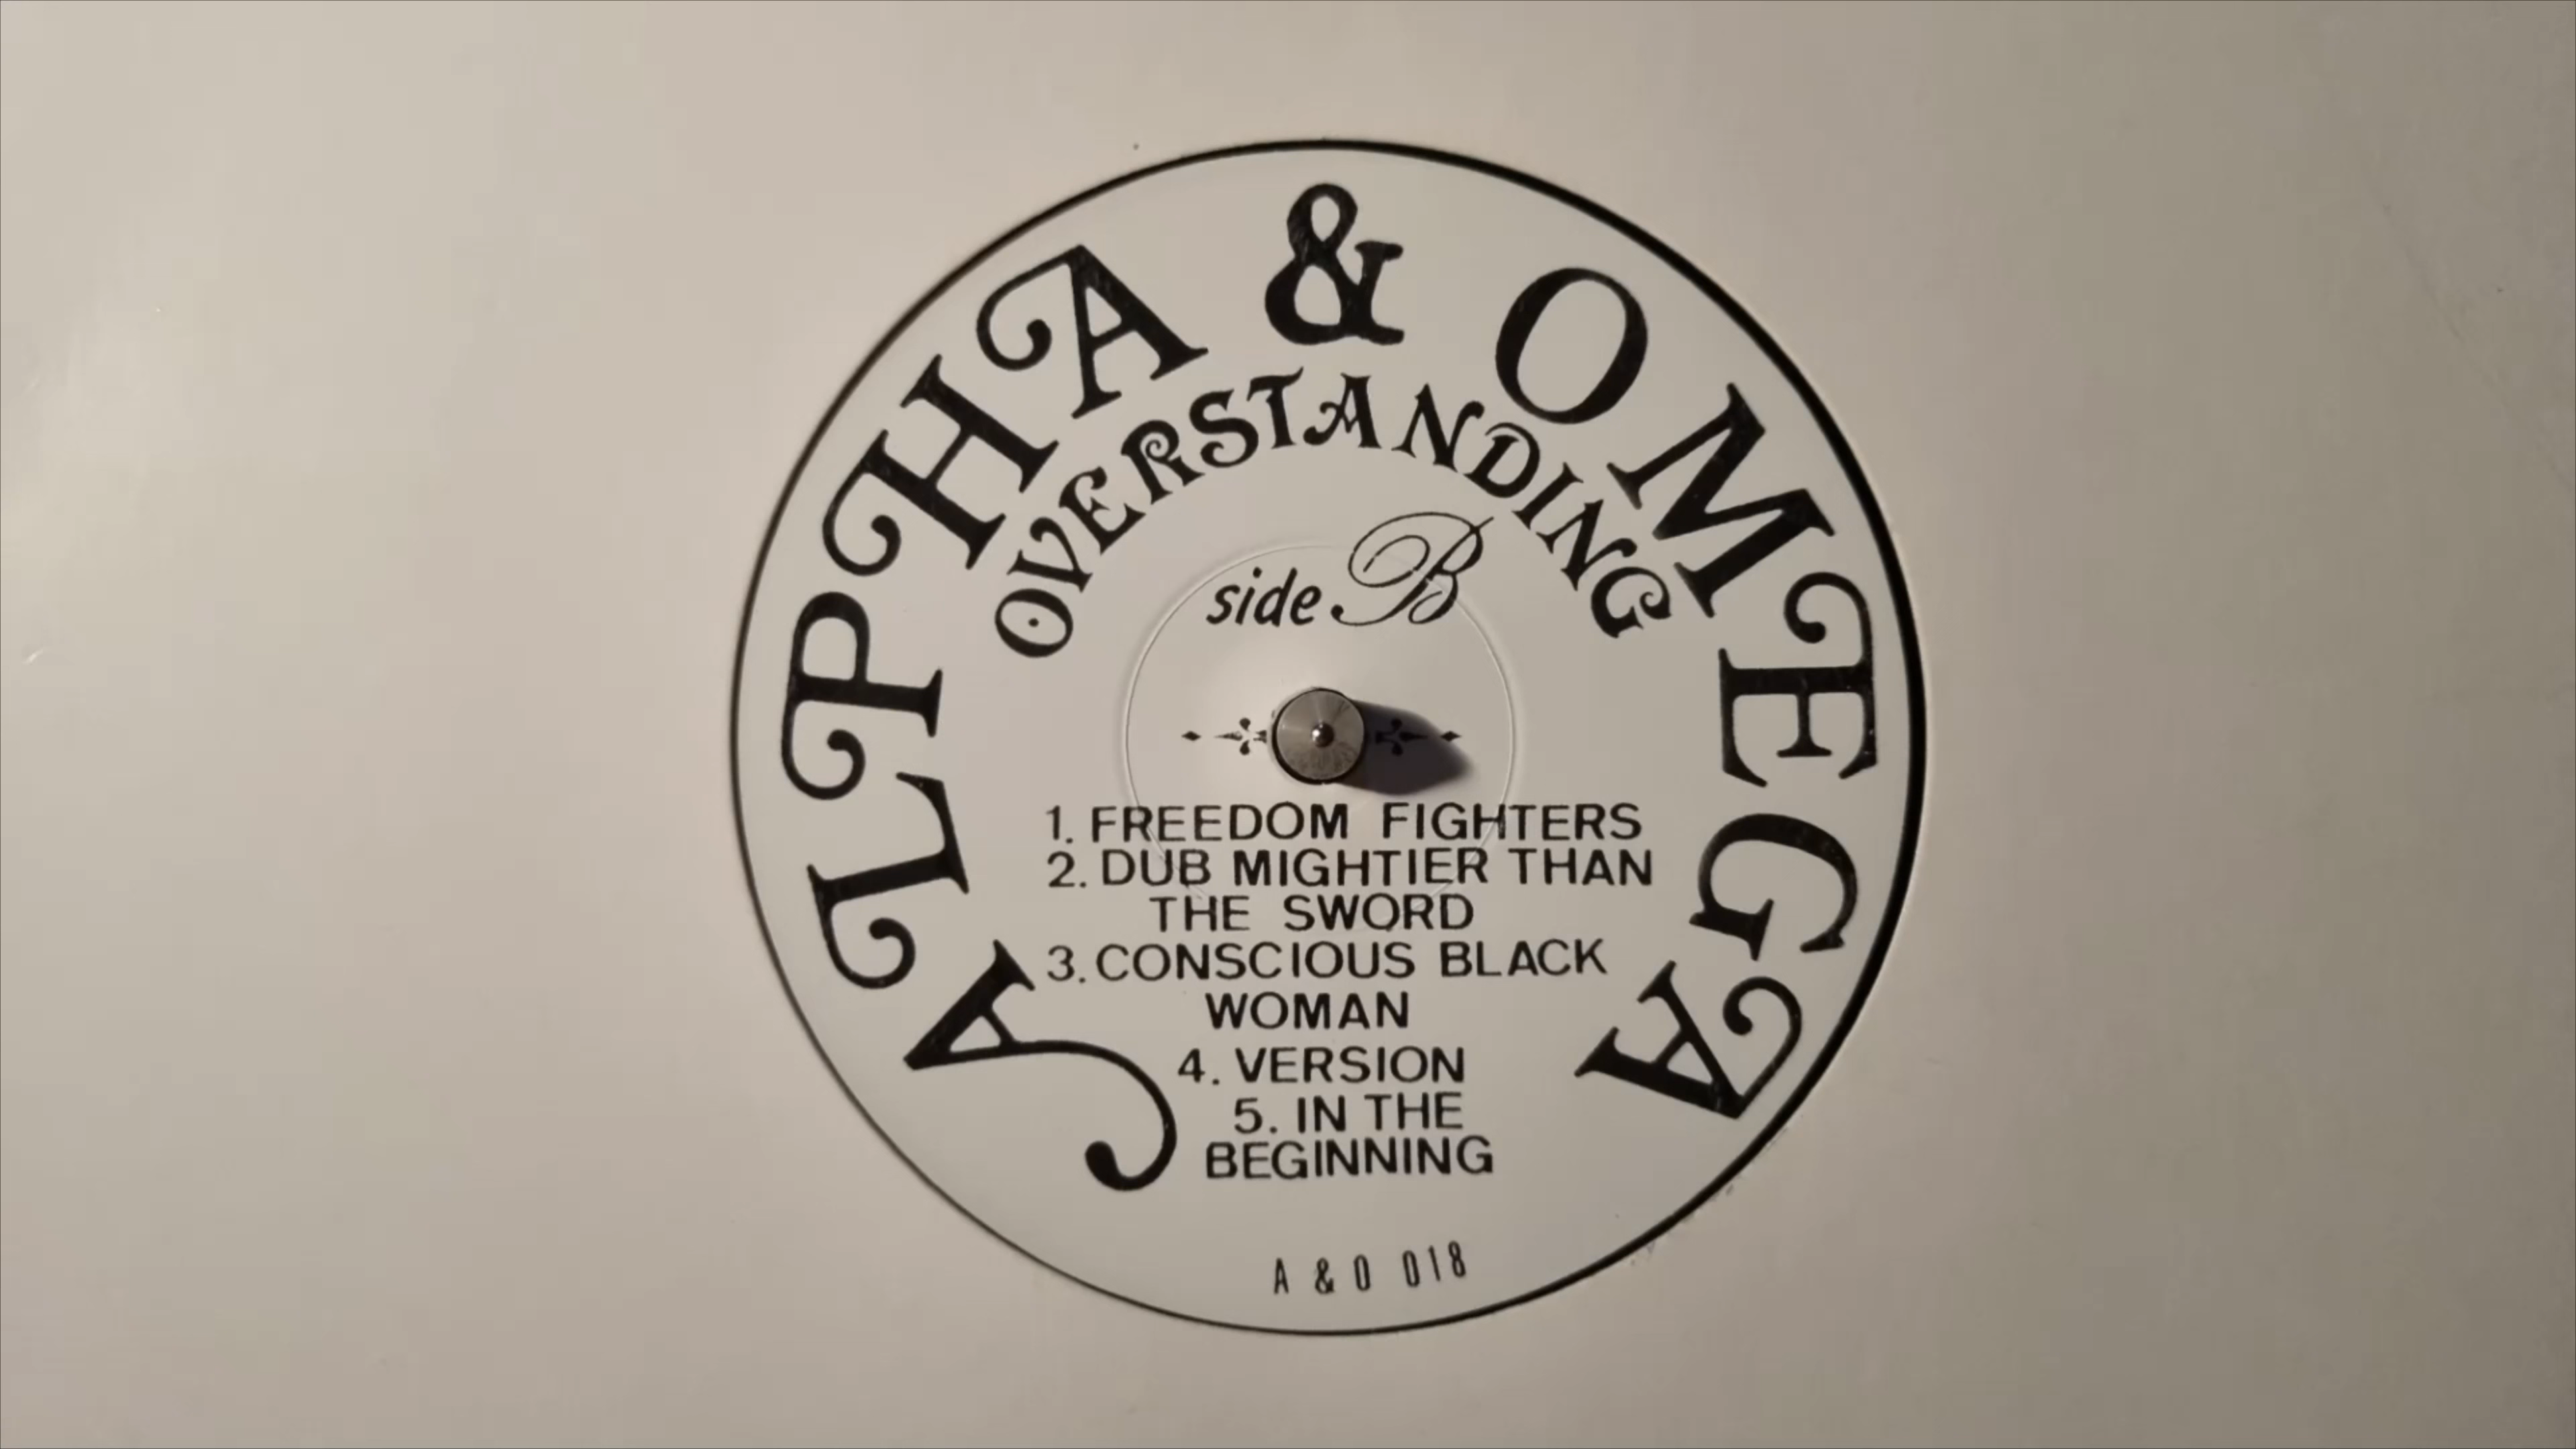 ALPHA & OMEGA
OVERSTANDING
side B
1. FREEDOM FIGHTERS
2. DUB MIGHTIER THAN
THE SWORD
3. CONSCIOUS BLACK
WOMAN
4. VERSION
5. IN THE
BEGINNING
A & O 018